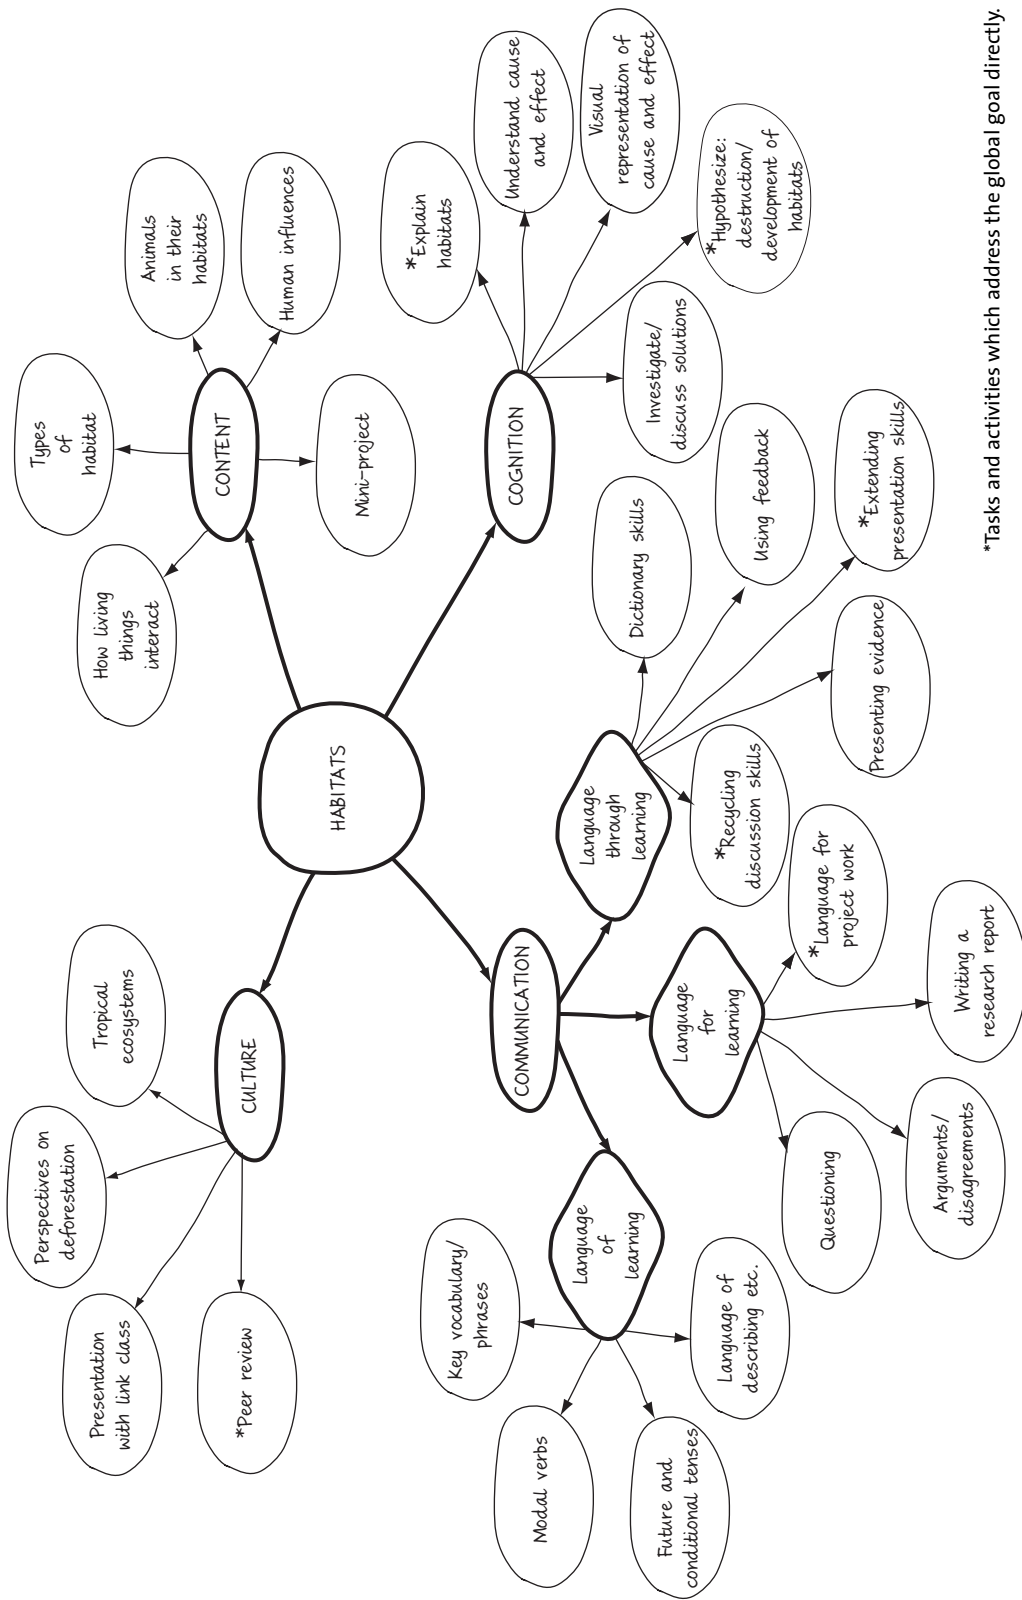 HABITATS
CULTURE
Tropical
ecosystems
Perspectives on
deforestation
Presentation
with link class
*Peer review
CONTENT
How living
things
interact
Types
of
habitat
Animals
in their
habitats
Human influences
Mini-project
COMMUNICATION
Language
of
learning
Key vocabulary/
phrases
Modal verbs
Future and
conditional tenses
Language of
describing etc.
Language
for
learning
Questioning
Arguments/
disagreements
Writing a
research report
*Language for
project work
Language
through
learning
*Recycling
discussion skills
Presenting evidence
*Extending
presentation skills
Using feedback
Dictionary skills
COGNITION
*Explain
habitats
Understand cause
and effect
Visual
representation of
cause and effect
*Hypothesize:
destruction/
development of
habitats
Investigate/
discuss solutions
*Tasks and activities which address the global goal directly.